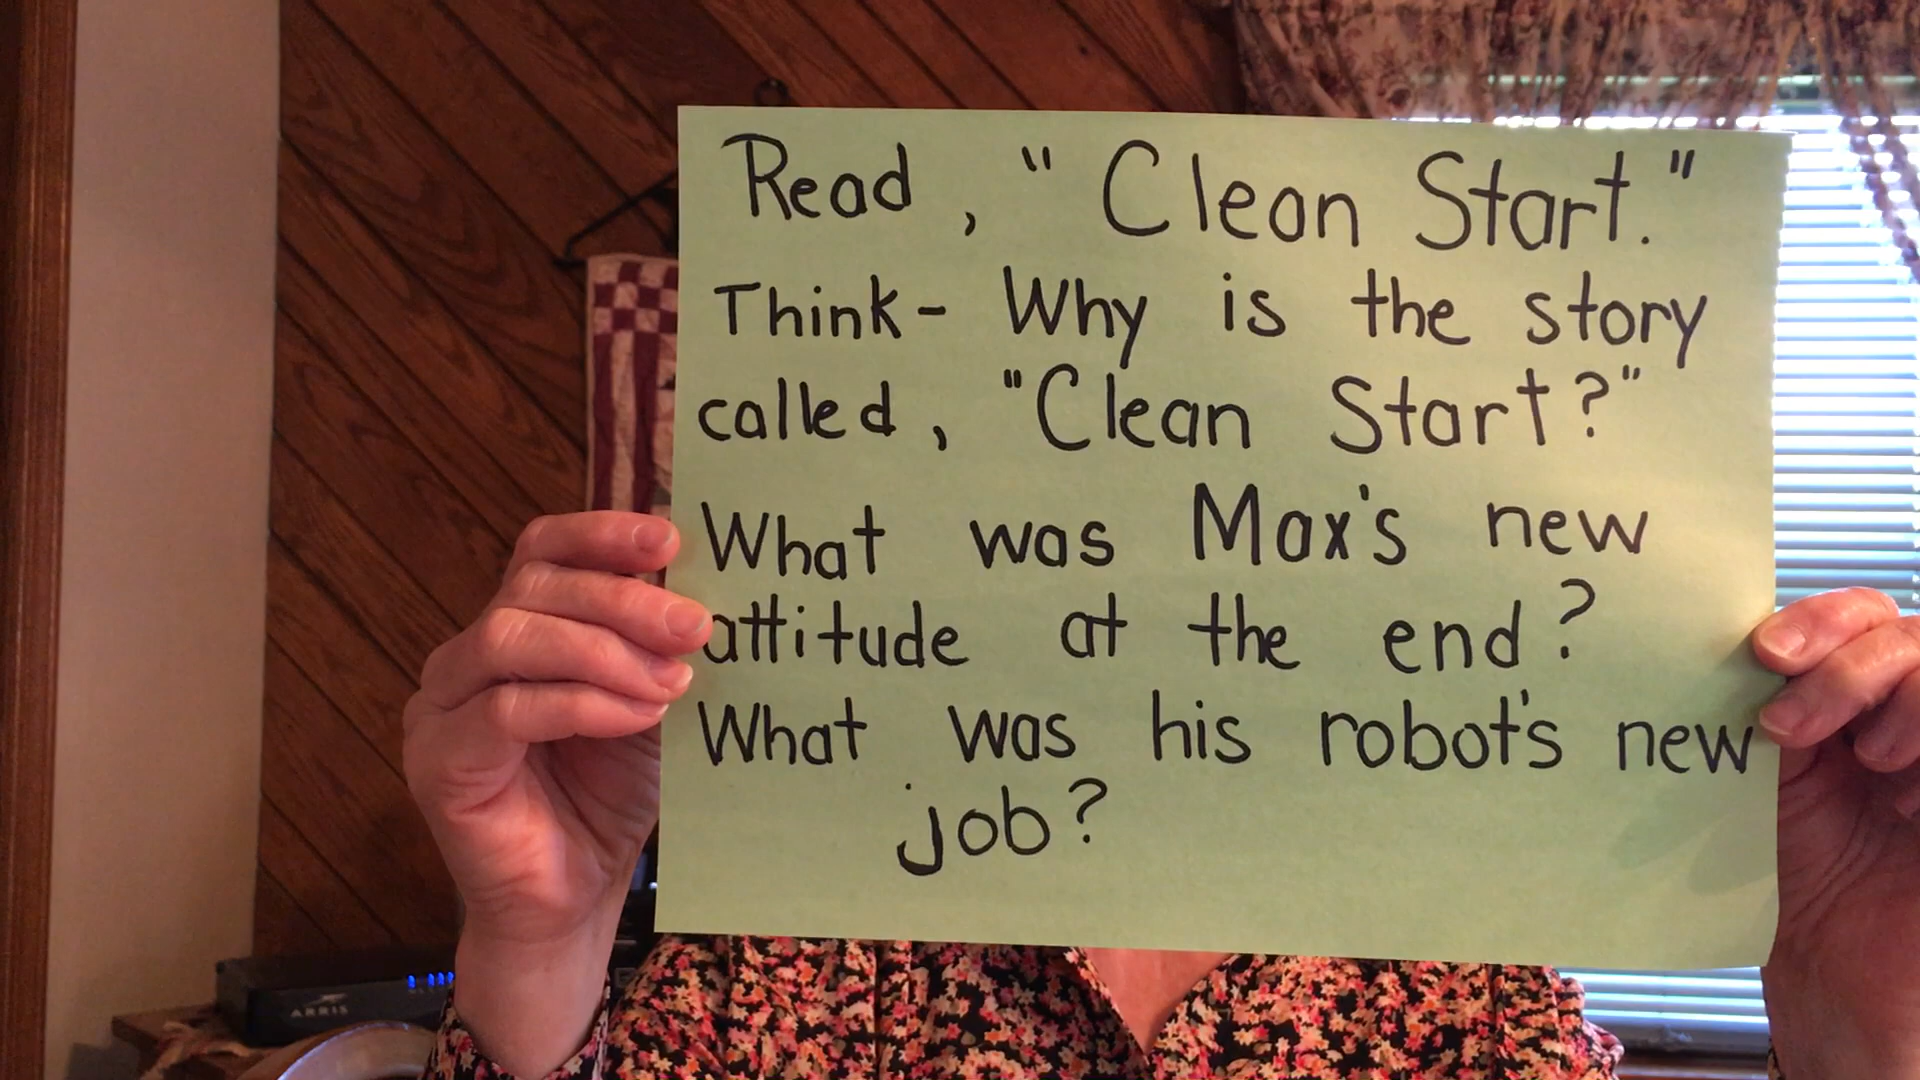 Read, "Clean Start."
Think- Why is the story
called, "Clean Start?"
What was Max's new
attitude at the end?
What was his robot's new
job?
ARRIS